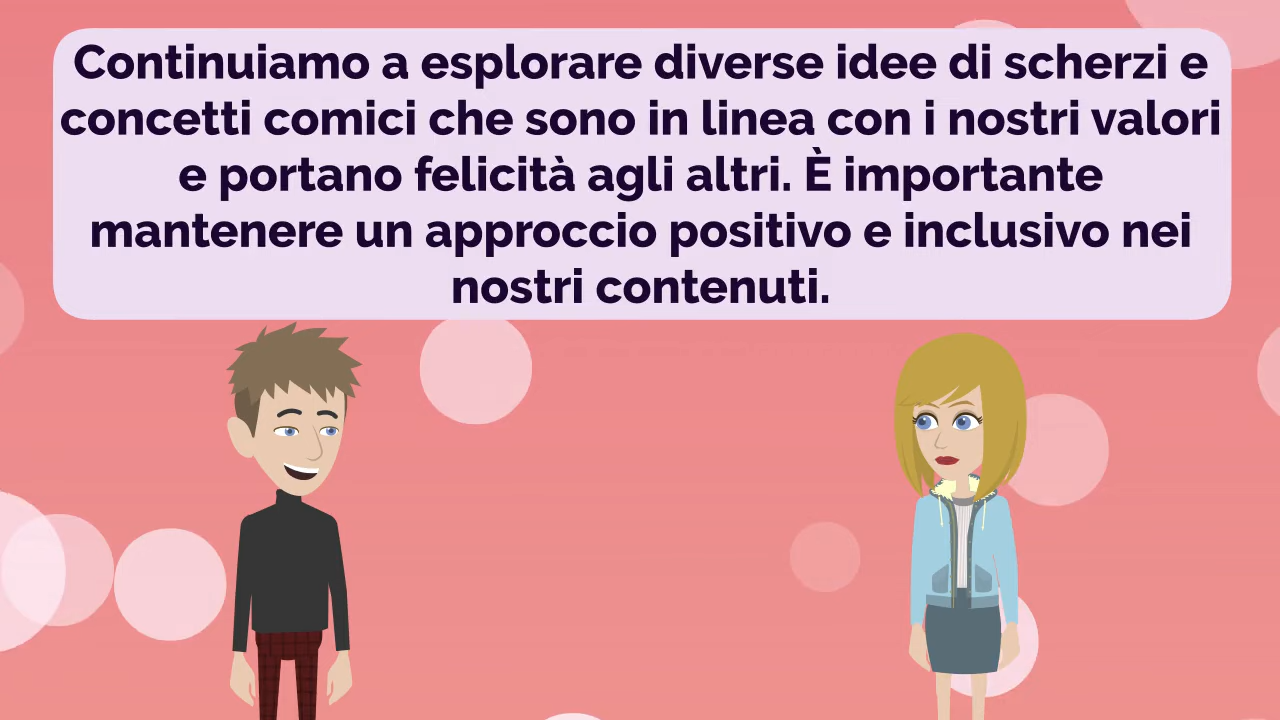 Continuiamo a esplorare diverse idee di scherzi e
concetti comici che sono in linea con i nostri valori
e portano felicità agli altri. È importante
mantenere un approccio positivo e inclusivo nei
nostri contenuti.